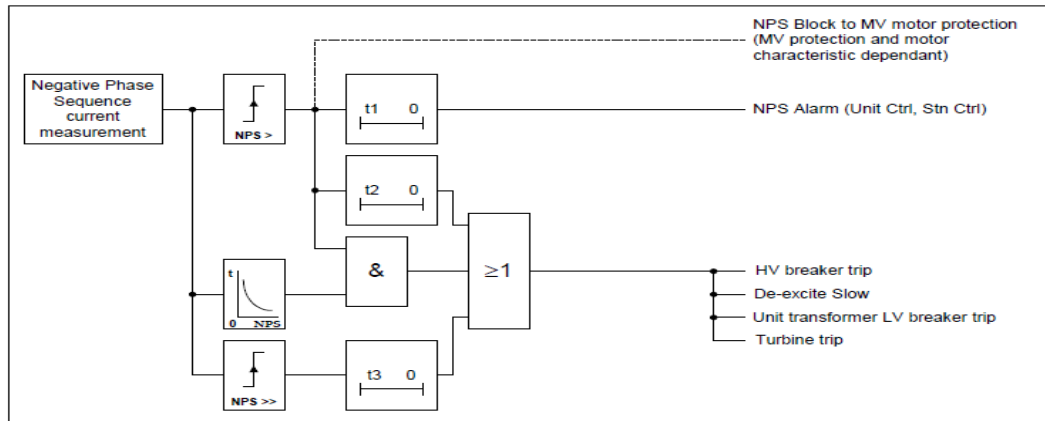 NPS Block to MV motor protection
(MV protection and motor
characteristic dependant)
Negative Phase
Sequence
current
measurement
NPS >
t1 0
NPS Alarm (Unit Ctrl, Stn Ctrl)
t2 0
&
≥1
t
0 NPS
HV breaker trip
De-excite Slow
Unit transformer LV breaker trip
Turbine trip
NPS >>
t3 0